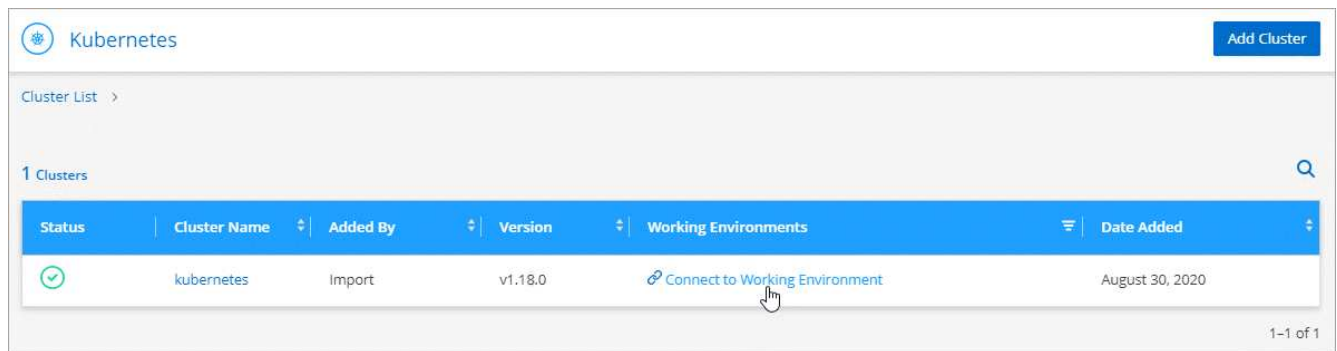 Kubernetes
Add Cluster
Cluster List >
1 Clusters
Status Cluster Name Added By Version Working Environments Date Added
kubernetes Import v1.18.0 Connect to Working Environment August 30, 2020
1–1 of 1